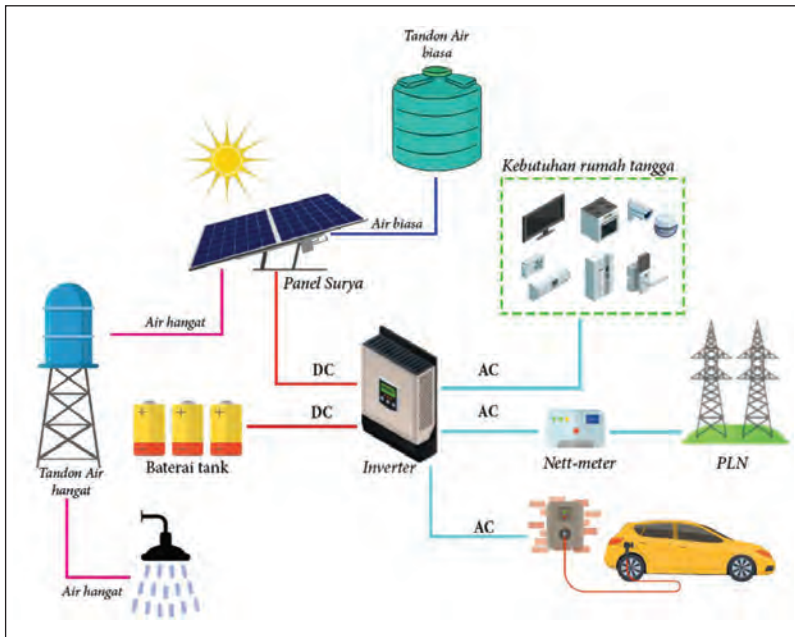 Tandon Air
biasa
Kebutuhan rumah tangga
Air biasa
Panel Surya
Air hangat
DC
AC
DC
AC
Baterai tank
Inverter
Nett-meter
PLN
Tandon Air
hangat
AC
Air hangat